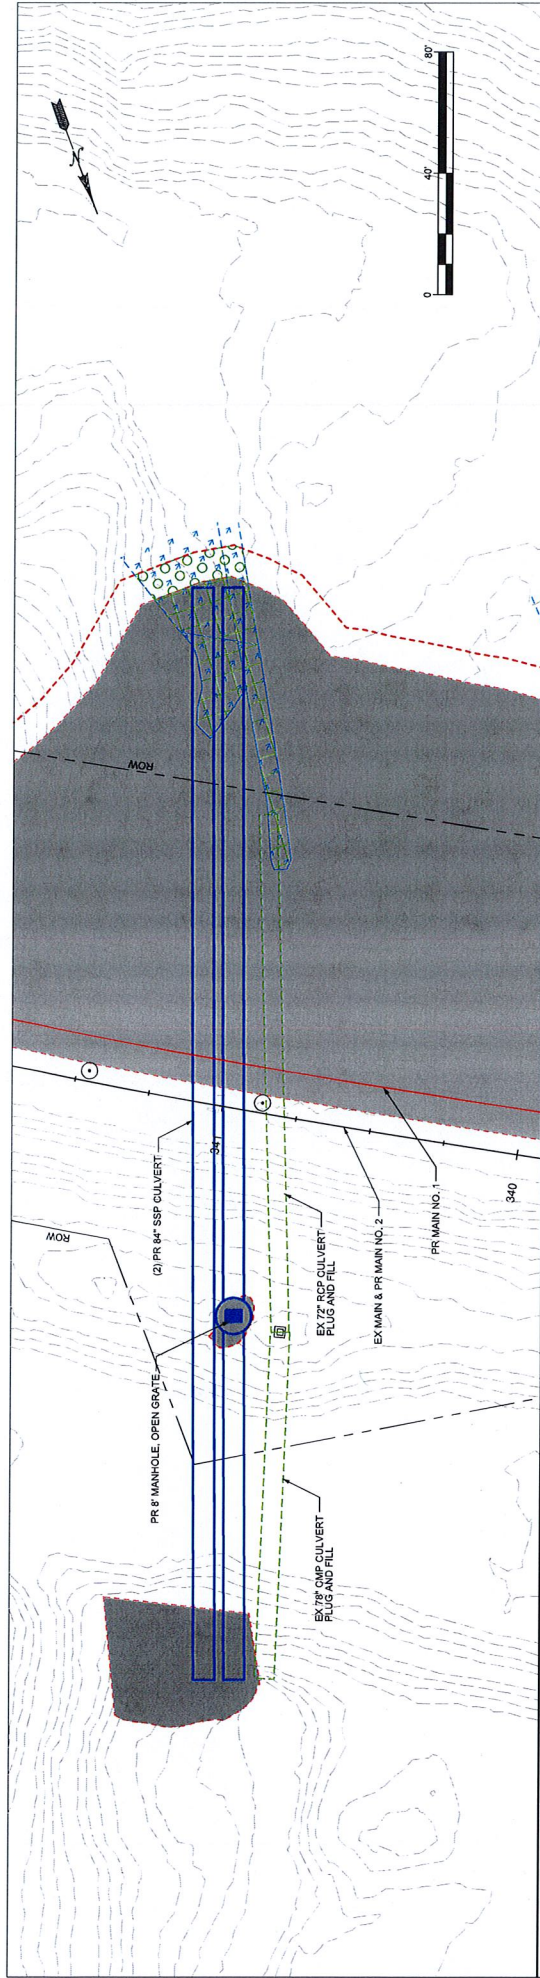 N
0
40'
80'
ROW
(2) PR 84" SSP CULVERT
34
ROW
PR 8' MANHOLE, OPEN GRATE
EX 72" RCP CULVERT
PLUG AND FILL
EX MAIN & PR MAIN NO. 2
PR MAIN NO. 1
340
EX 78" CMP CULVERT
PLUG AND FILL